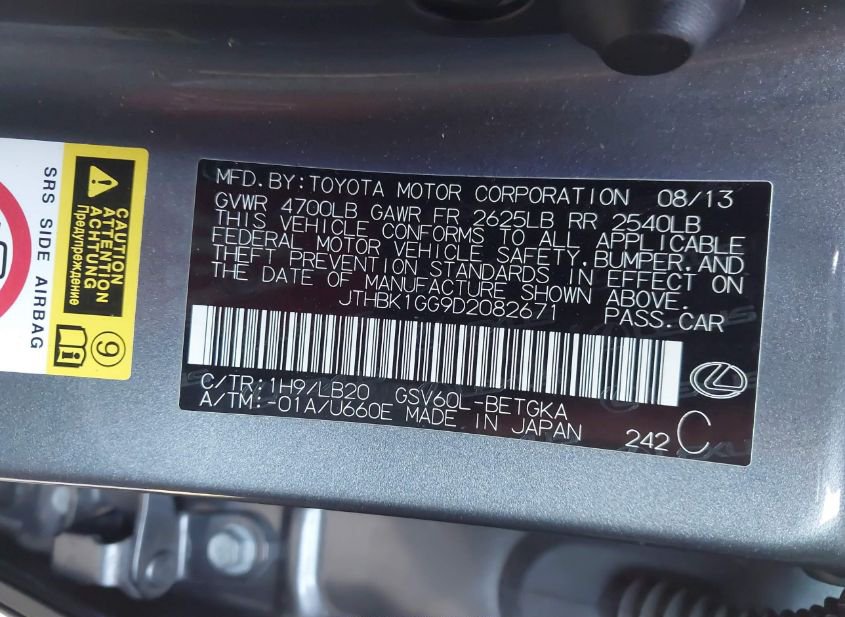 MFD.BY:TOYOTA MOTOR CORPORATION 08/13
GVWR 4700LB GAWR FR 2625LB RR 2540LB
THIS VEHICLE CONFORMS TO ALL APPLICABLE
FEDERAL MOTOR VEHICLE SAFETY,BUMPER,AND
THEFT PREVENTION STANDARDS IN EFFECT ON
THE DATE OF MANUFACTURE SHOWN ABOVE.
JTHBK1GG9D2082671 PASS.CAR
C/TR:1H9/LB20 GSV60L-BETGKA
A/TM:-01A/U660E MADE IN JAPAN 242 C
CAUTION
ATTENTION
ACHTUNG
Предупреждение
9
SRS SIDE AIRBAG